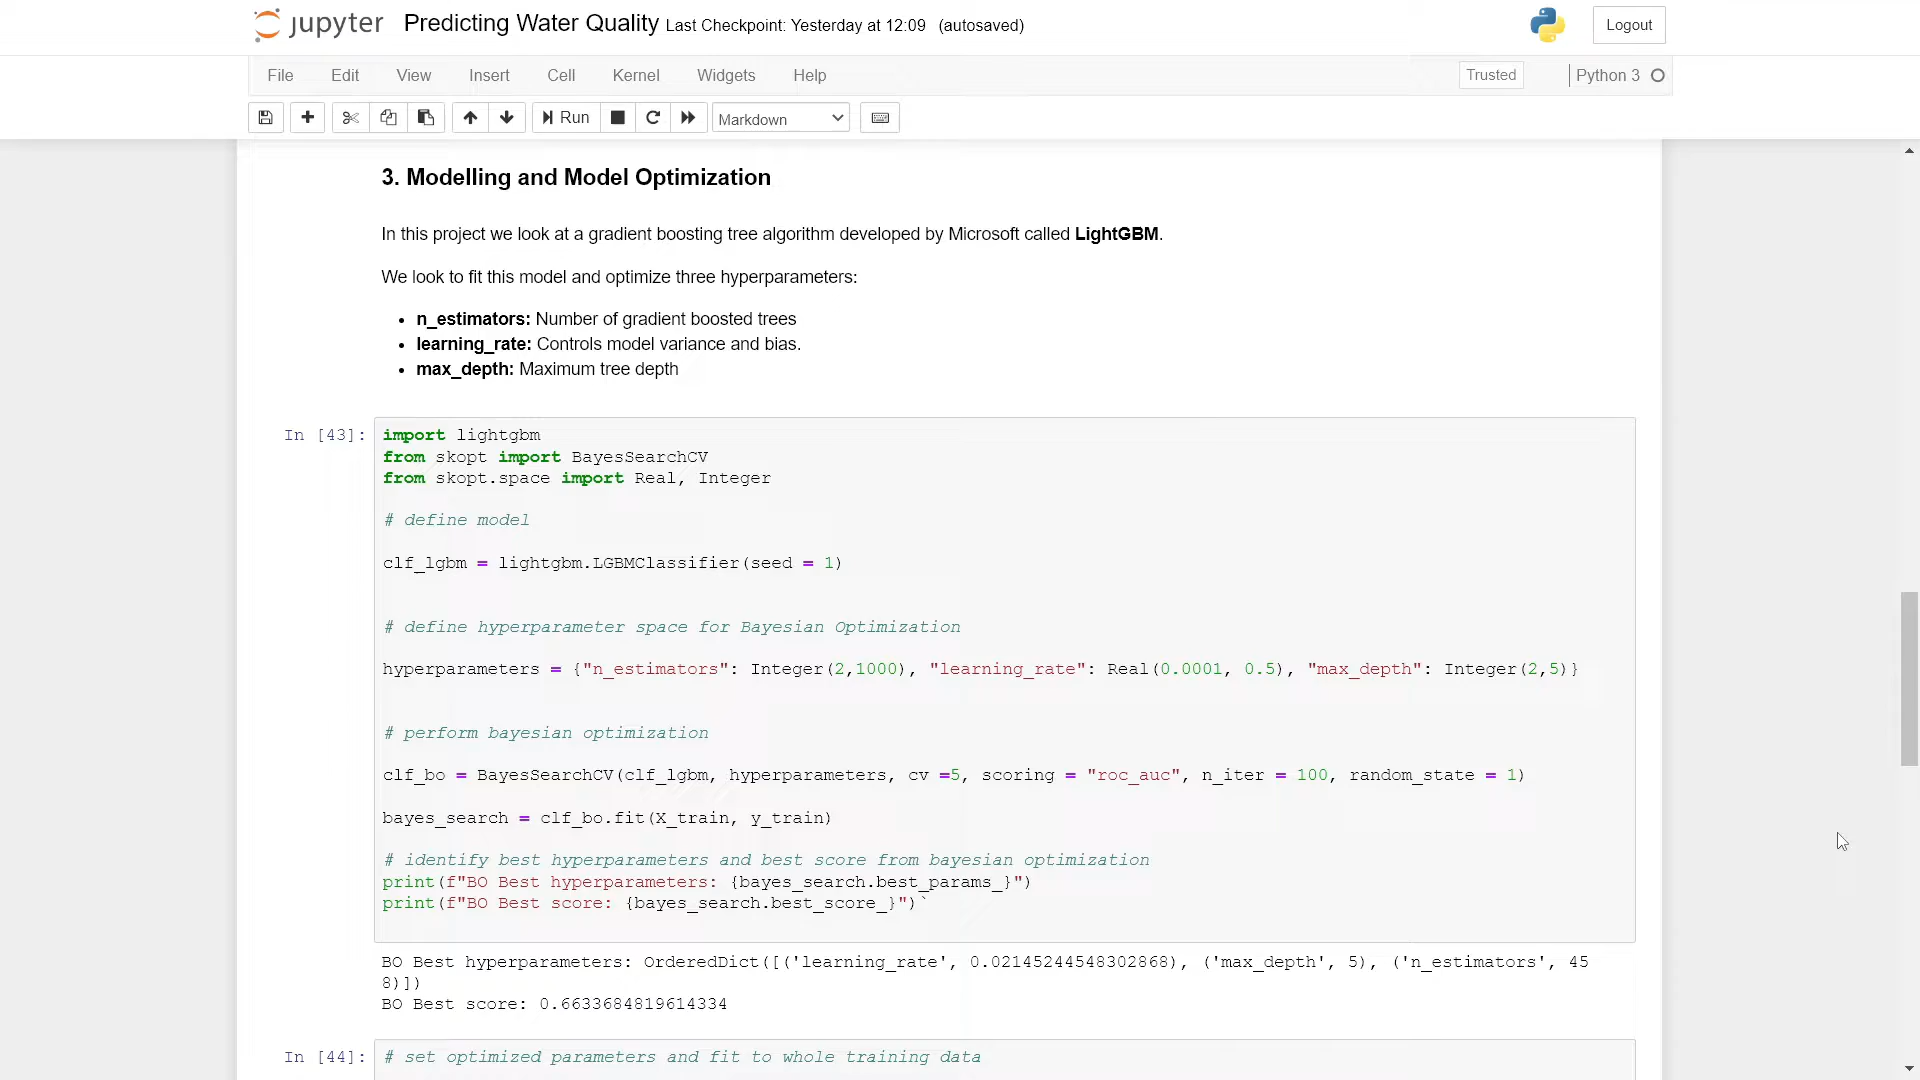 jupyter Predicting Water Quality Last Checkpoint: Yesterday at 12:09 (autosaved) Logout
File Edit View Insert Cell Kernel Widgets Help Trusted Python 3
Run Markdown
3. Modelling and Model Optimization
In this project we look at a gradient boosting tree algorithm developed by Microsoft called LightGBM.
We look to fit this model and optimize three hyperparameters:
• n_estimators: Number of gradient boosted trees
• learning_rate: Controls model variance and bias.
• max_depth: Maximum tree depth
In [43]: import lightgbm
from skopt import BayesSearchCV
from skopt.space import Real, Integer
# define model
clf_lgbm = lightgbm.LGBMClassifier(seed = 1)
# define hyperparameter space for Bayesian Optimization
hyperparameters = {"n_estimators": Integer(2,1000), "learning_rate": Real(0.0001, 0.5), "max_depth": Integer(2,5)}
# perform bayesian optimization
clf_bo = BayesSearchCV(clf_lgbm, hyperparameters, cv =5, scoring = "roc_auc", n_iter = 100, random_state = 1)
bayes_search = clf_bo.fit(X_train, y_train)
# identify best hyperparameters and best score from bayesian optimization
print(f"BO Best hyperparameters: {bayes_search.best_params_}")
print(f"BO Best score: {bayes_search.best_score_}")`
BO Best hyperparameters: OrderedDict([('learning_rate', 0.02145244548302868), ('max_depth', 5), ('n_estimators', 45
8)])
BO Best score: 0.6633684819614334
In [44]: # set optimized parameters and fit to whole training data